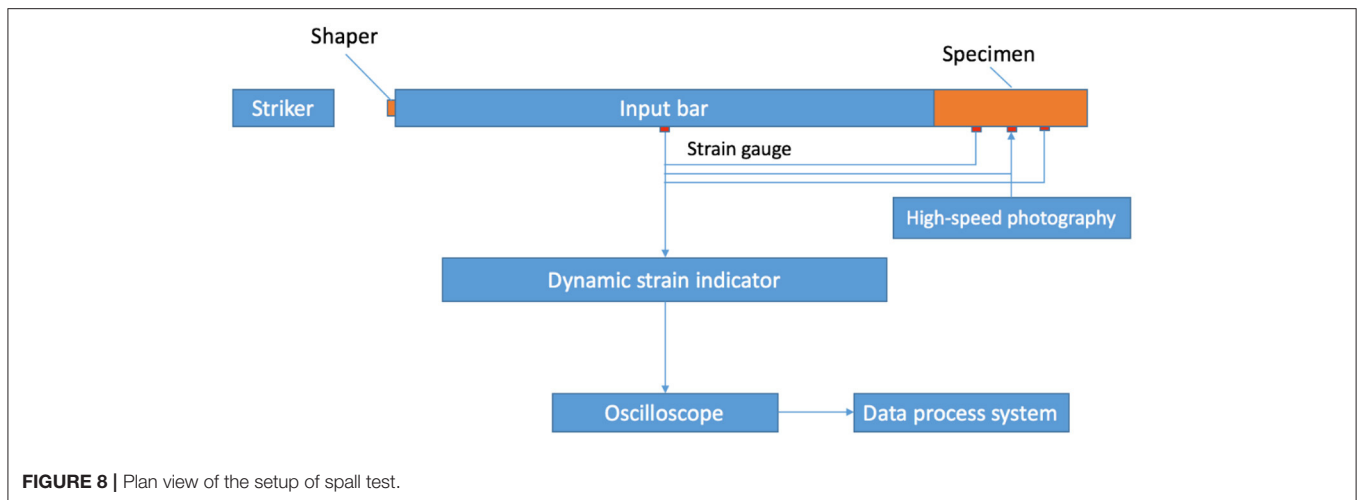 Shaper
Specimen
Striker
Input bar
Strain gauge
High-speed photography
Dynamic strain indicator
Oscilloscope
Data process system
FIGURE 8 | Plan view of the setup of spall test.